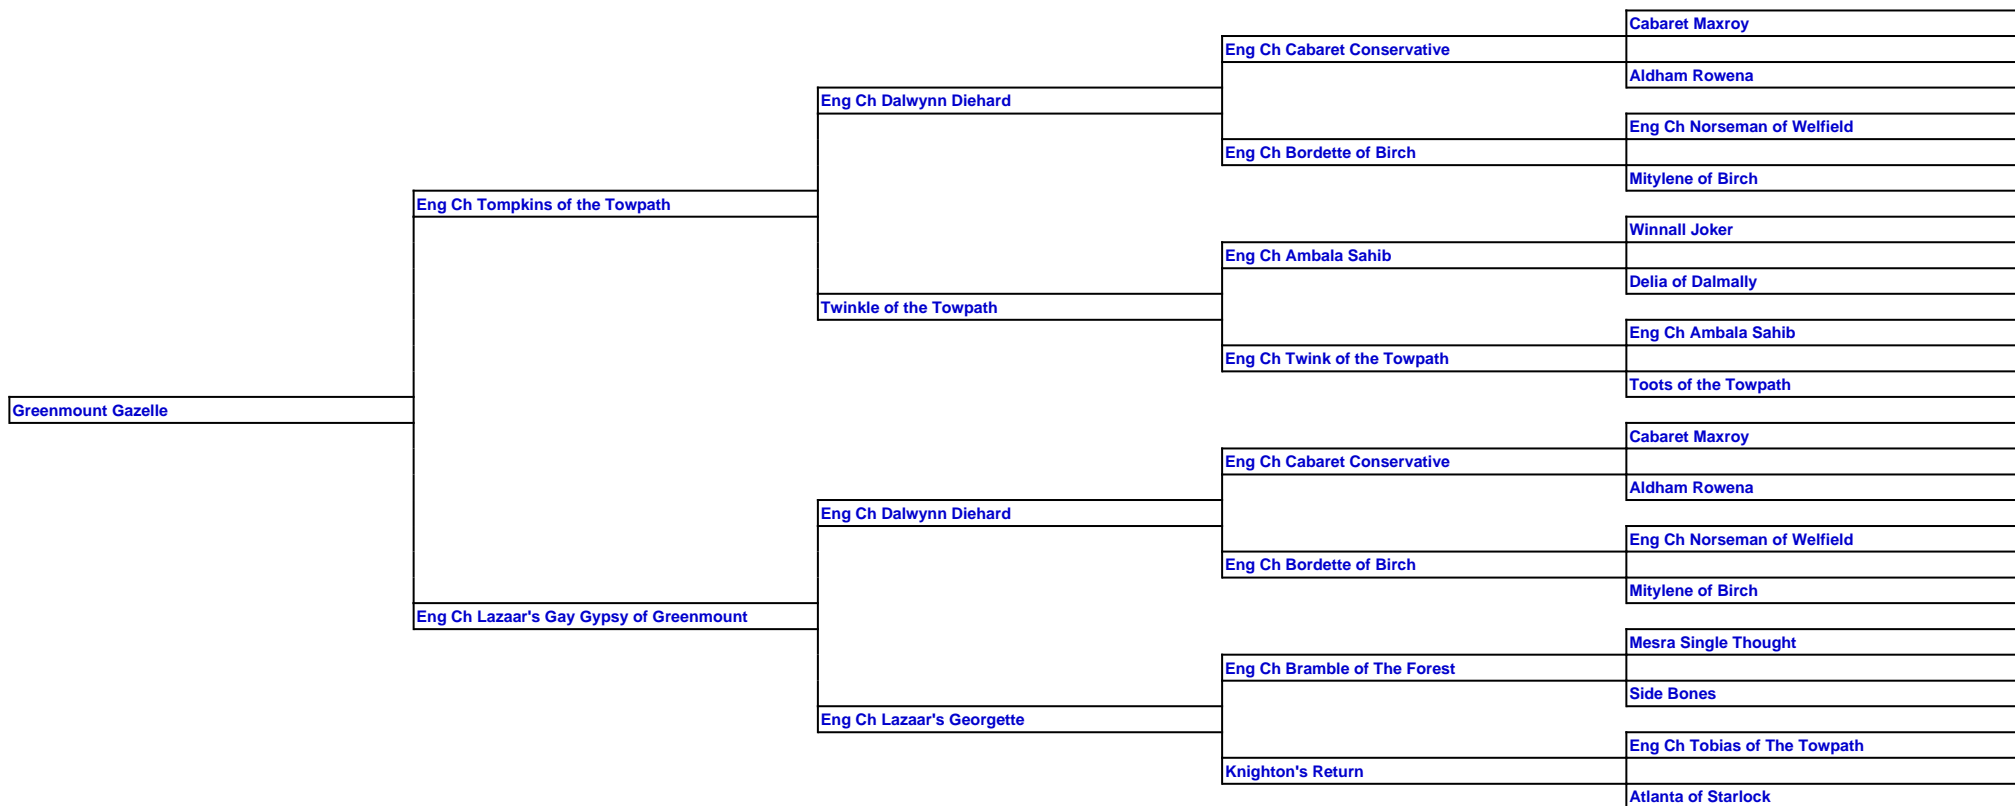 Cabaret Maxroy
Eng Ch Cabaret Conservative
Aldham Rowena
Eng Ch Dalwynn Diehard
Eng Ch Norseman of Welfield
Eng Ch Bordette of Birch
Mitylene of Birch
Eng Ch Tompkins of the Towpath
Winnall Joker
Eng Ch Ambala Sahib
Delia of Dalmally
Twinkle of the Towpath
Eng Ch Ambala Sahib
Eng Ch Twink of the Towpath
Toots of the Towpath
Greenmount Gazelle
Cabaret Maxroy
Eng Ch Cabaret Conservative
Aldham Rowena
Eng Ch Dalwynn Diehard
Eng Ch Norseman of Welfield
Eng Ch Bordette of Birch
Mitylene of Birch
Eng Ch Lazaar's Gay Gypsy of Greenmount
Mesra Single Thought
Eng Ch Bramble of The Forest
Side Bones
Eng Ch Lazaar's Georgette
Eng Ch Tobias of The Towpath
Knighton's Return
Atlanta of Starlock